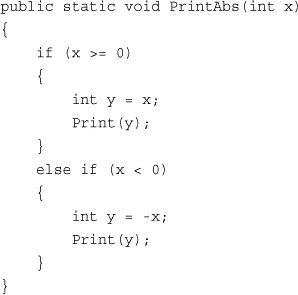 public static void PrintAbs(int x)
{
    if (x >= 0)
    {
        int y = x;
        Print(y);
    }
    else if (x < 0)
    {
        int y = -x;
        Print(y);
    }
}